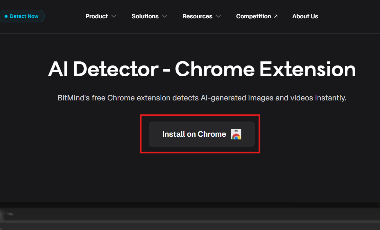 Detect Now
Product Solutions Resources Competition ↗ About Us
AI Detector - Chrome Extension
BitMind's free Chrome extension detects AI-generated images and videos instantly.
Install on Chrome